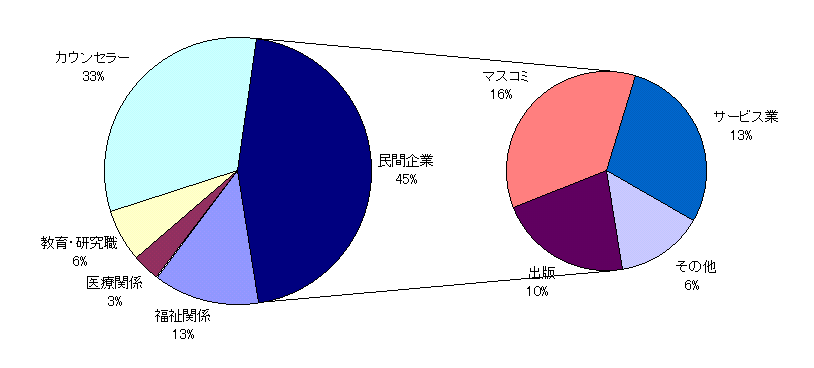 カウンセラー
33%
民間企業
45%
教育・研究職
6%
医療関係
3%
福祉関係
13%
マスコミ
16%
サービス業
13%
出版
10%
その他
6%